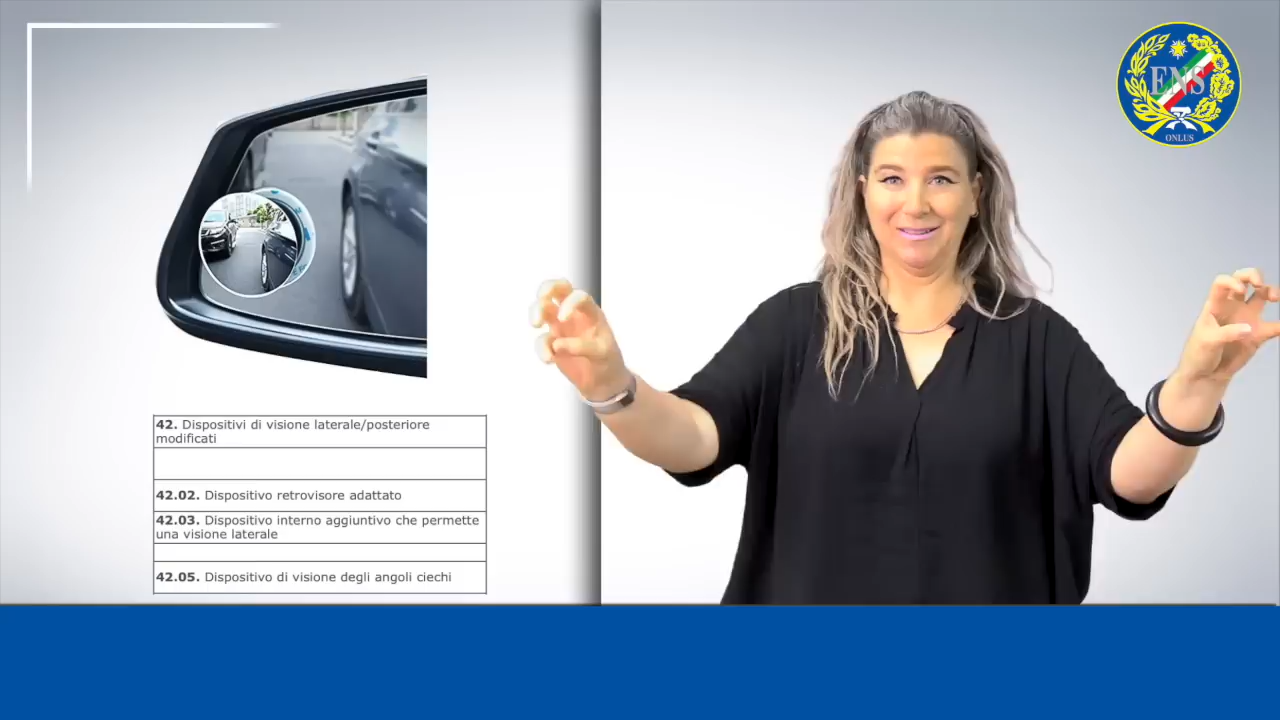 ENS
ONLUS
42. Dispositivi di visione laterale/posteriore
modificati
42.02. Dispositivo retrovisore adattato
42.03. Dispositivo interno aggiuntivo che permette
una visione laterale
42.05. Dispositivo di visione degli angoli ciechi